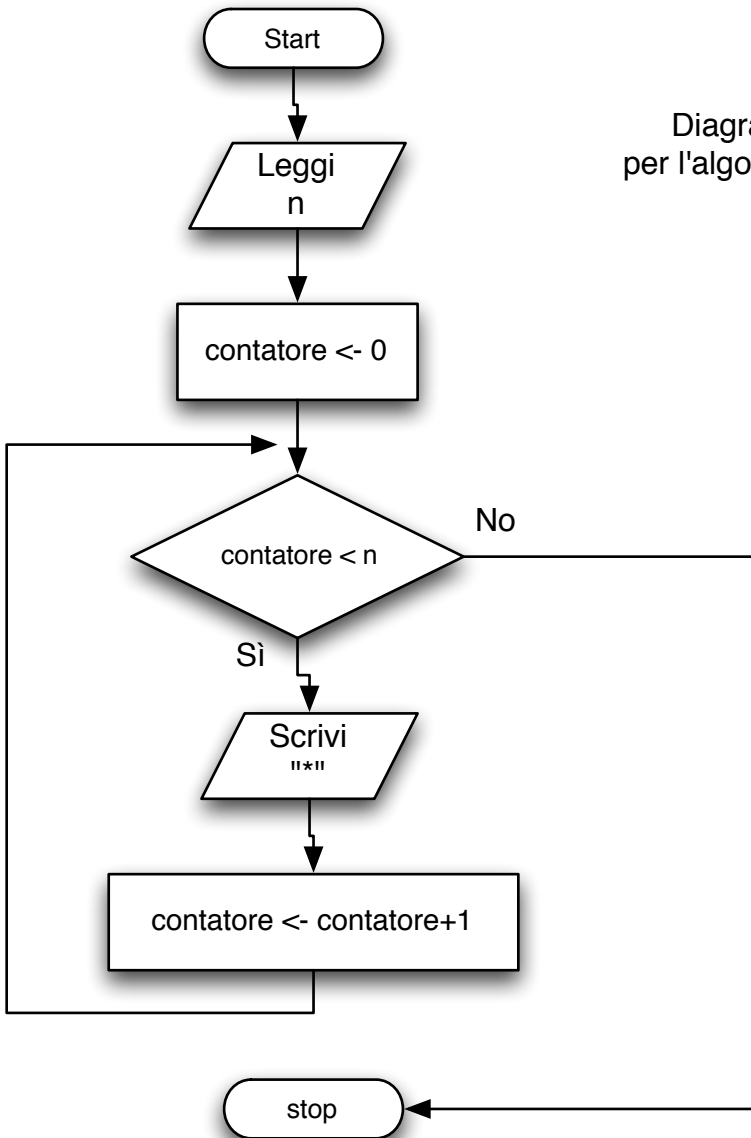 Start
Diagra
per l'algo
Leggi
n
contatore <- 0
contatore < n
No
Sì
Scrivi
"*"
contatore <- contatore+1
stop